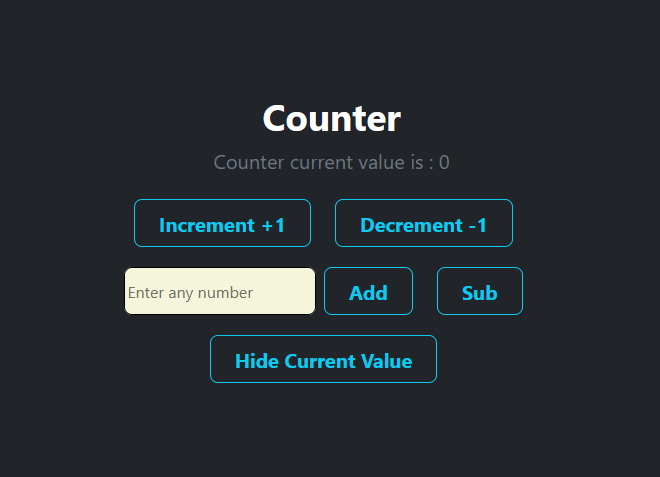 Counter
Counter current value is : 0
Increment +1 Decrement -1
Enter any number Add Sub
Hide Current Value